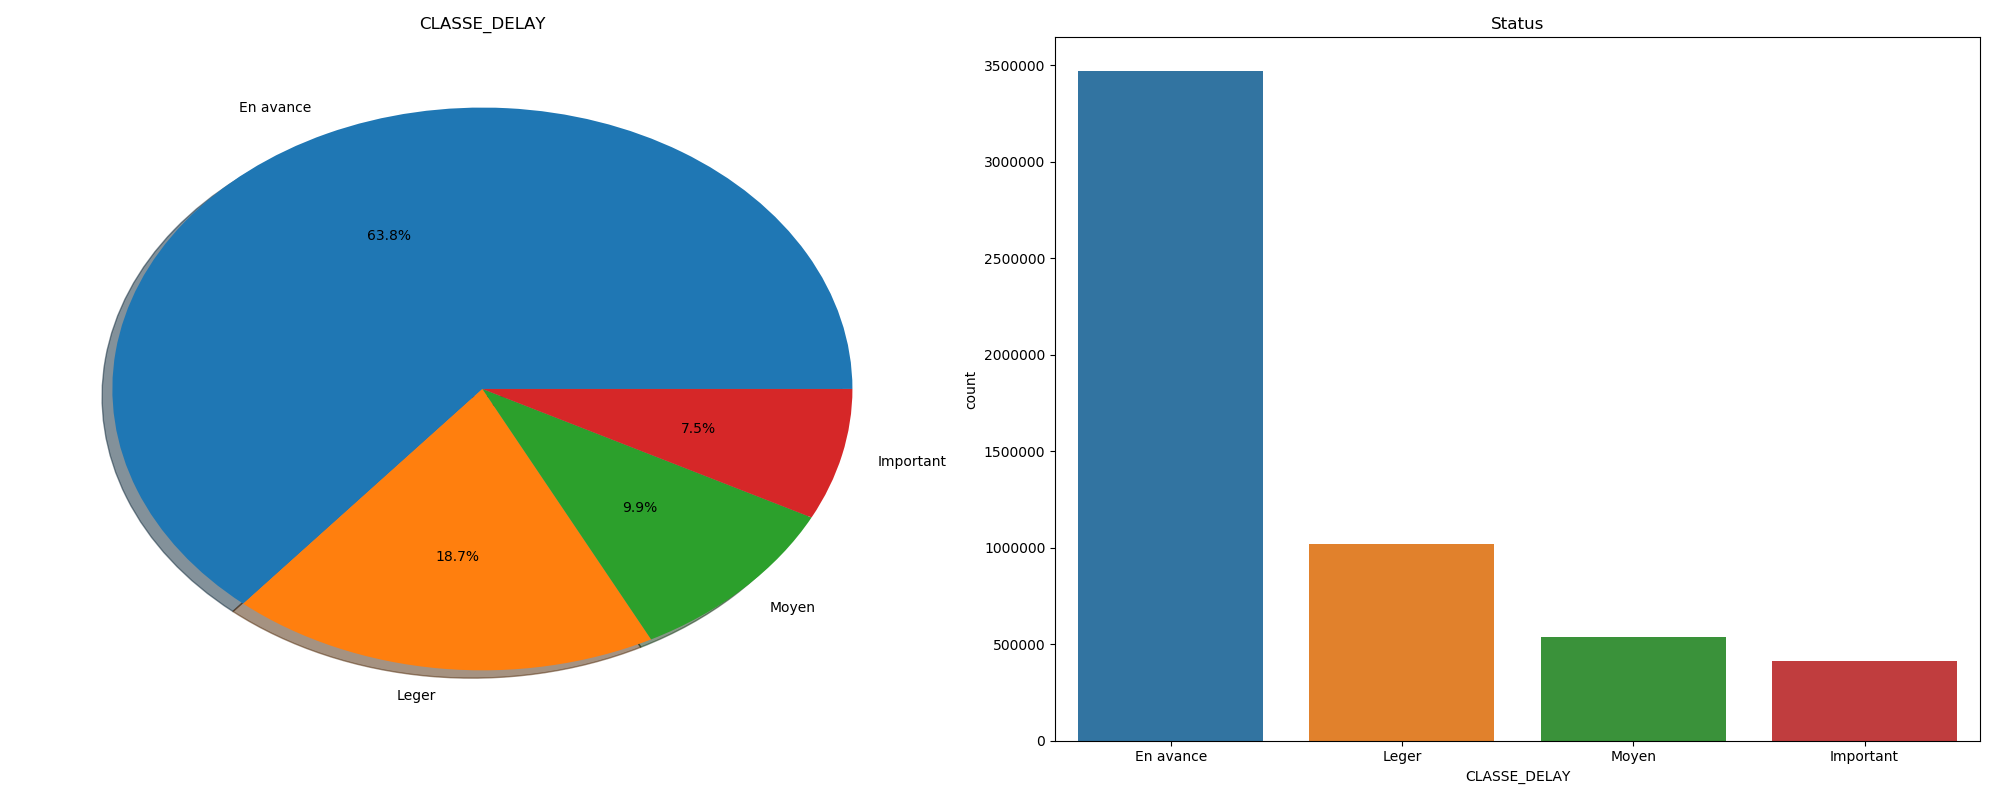 CLASSE_DELAY
En avance
63.8%
7.5%
Important
9.9%
18.7%
Moyen
Leger
Status
3500000
3000000
2500000
2000000
1500000
1000000
500000
0
count
En avance
Leger
Moyen
Important
CLASSE_DELAY